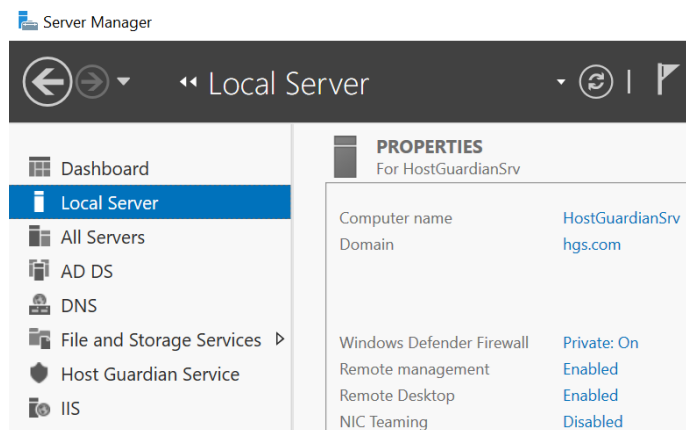 Server Manager
Local Server
Dashboard
Local Server
All Servers
AD DS
DNS
File and Storage Services
Host Guardian Service
IIS
PROPERTIES
For HostGuardianSrv
Computer name HostGuardianSrv
Domain hgs.com
Windows Defender Firewall Private: On
Remote management Enabled
Remote Desktop Enabled
NIC Teaming Disabled